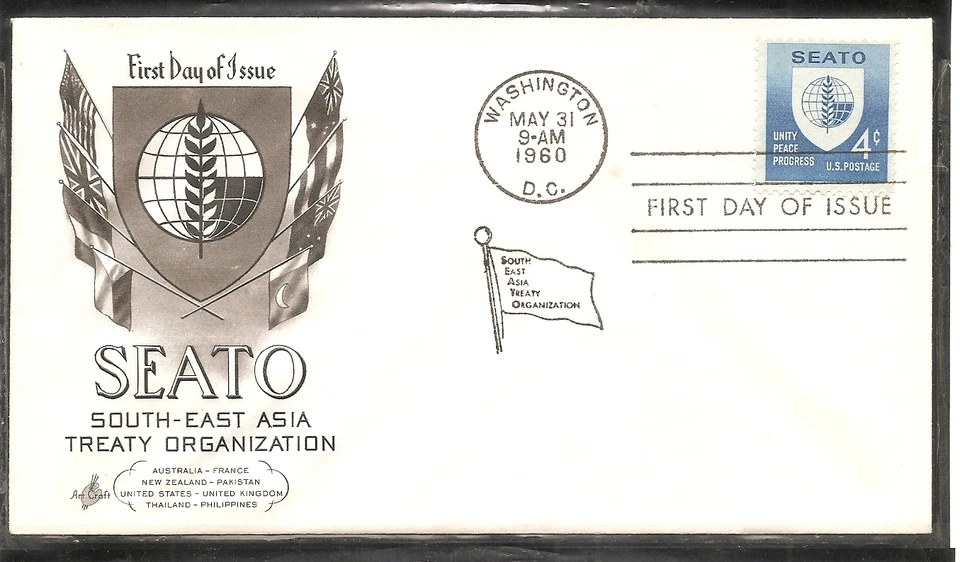 First Day of Issue
SEATO
SOUTH-EAST ASIA
TREATY ORGANIZATION
AUSTRALIA - FRANCE
NEW ZEALAND - PAKISTAN
UNITED STATES - UNITED KINGDOM
THAILAND - PHILIPPINES
Art Craft
WASHINGTON
MAY 31
9-AM
1960
D.C.
SOUTH
EAST
ASIA
TREATY
ORGANIZATION
SEATO
UNITY
PEACE
PROGRESS
4¢
U.S. POSTAGE
FIRST DAY OF ISSUE